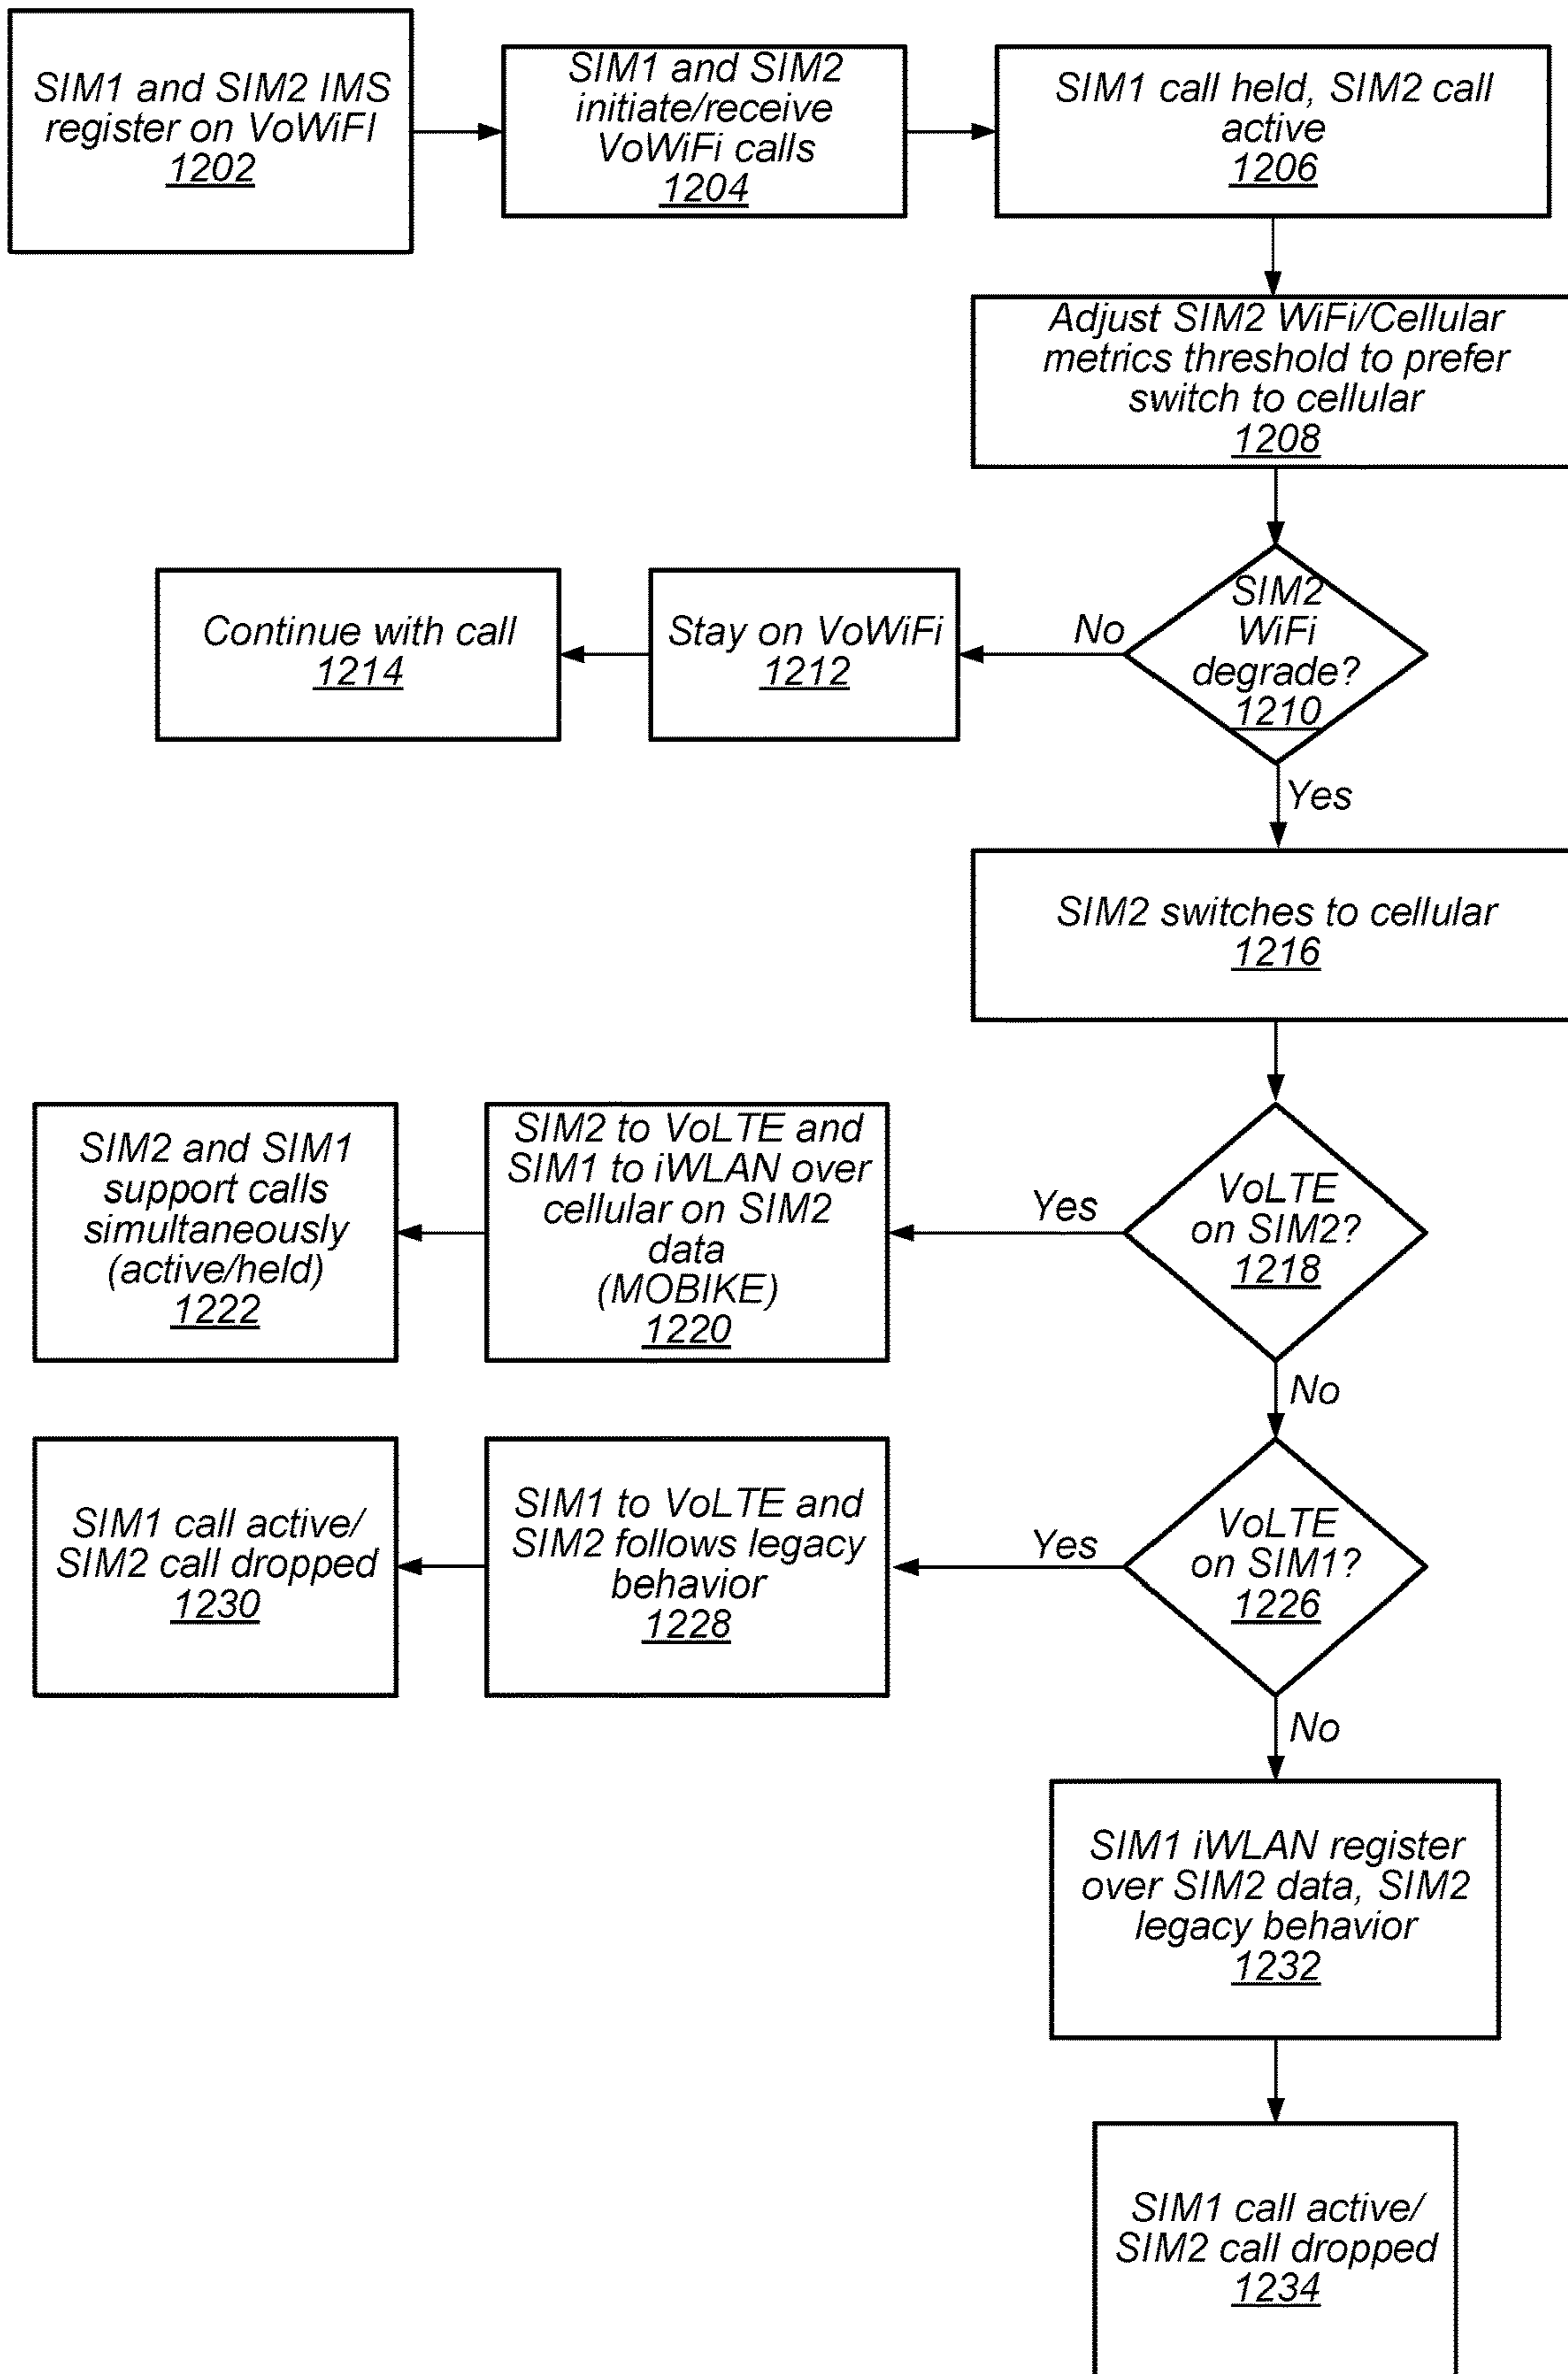 SIM1 and SIM2 IMS
register on VoWiFI
1202
SIM1 and SIM2
initiate/receive
VoWiFi calls
1204
SIM1 call held, SIM2 call
active
1206
Adjust SIM2 WiFi/Cellular
metrics threshold to prefer
switch to cellular
1208
SIM2
WiFi
degrade?
1210
No
Stay on VoWiFi
1212
Continue with call
1214
Yes
SIM2 switches to cellular
1216
VoLTE
on SIM2?
1218
Yes
SIM2 to VoLTE and
SIM1 to iWLAN over
cellular on SIM2
data
(MOBIKE)
1220
SIM2 and SIM1
support calls
simultaneously
(active/held)
1222
No
VoLTE
on SIM1?
1226
Yes
SIM1 to VoLTE and
SIM2 follows legacy
behavior
1228
SIM1 call active/
SIM2 call dropped
1230
No
SIM1 iWLAN register
over SIM2 data, SIM2
legacy behavior
1232
SIM1 call active/
SIM2 call dropped
1234